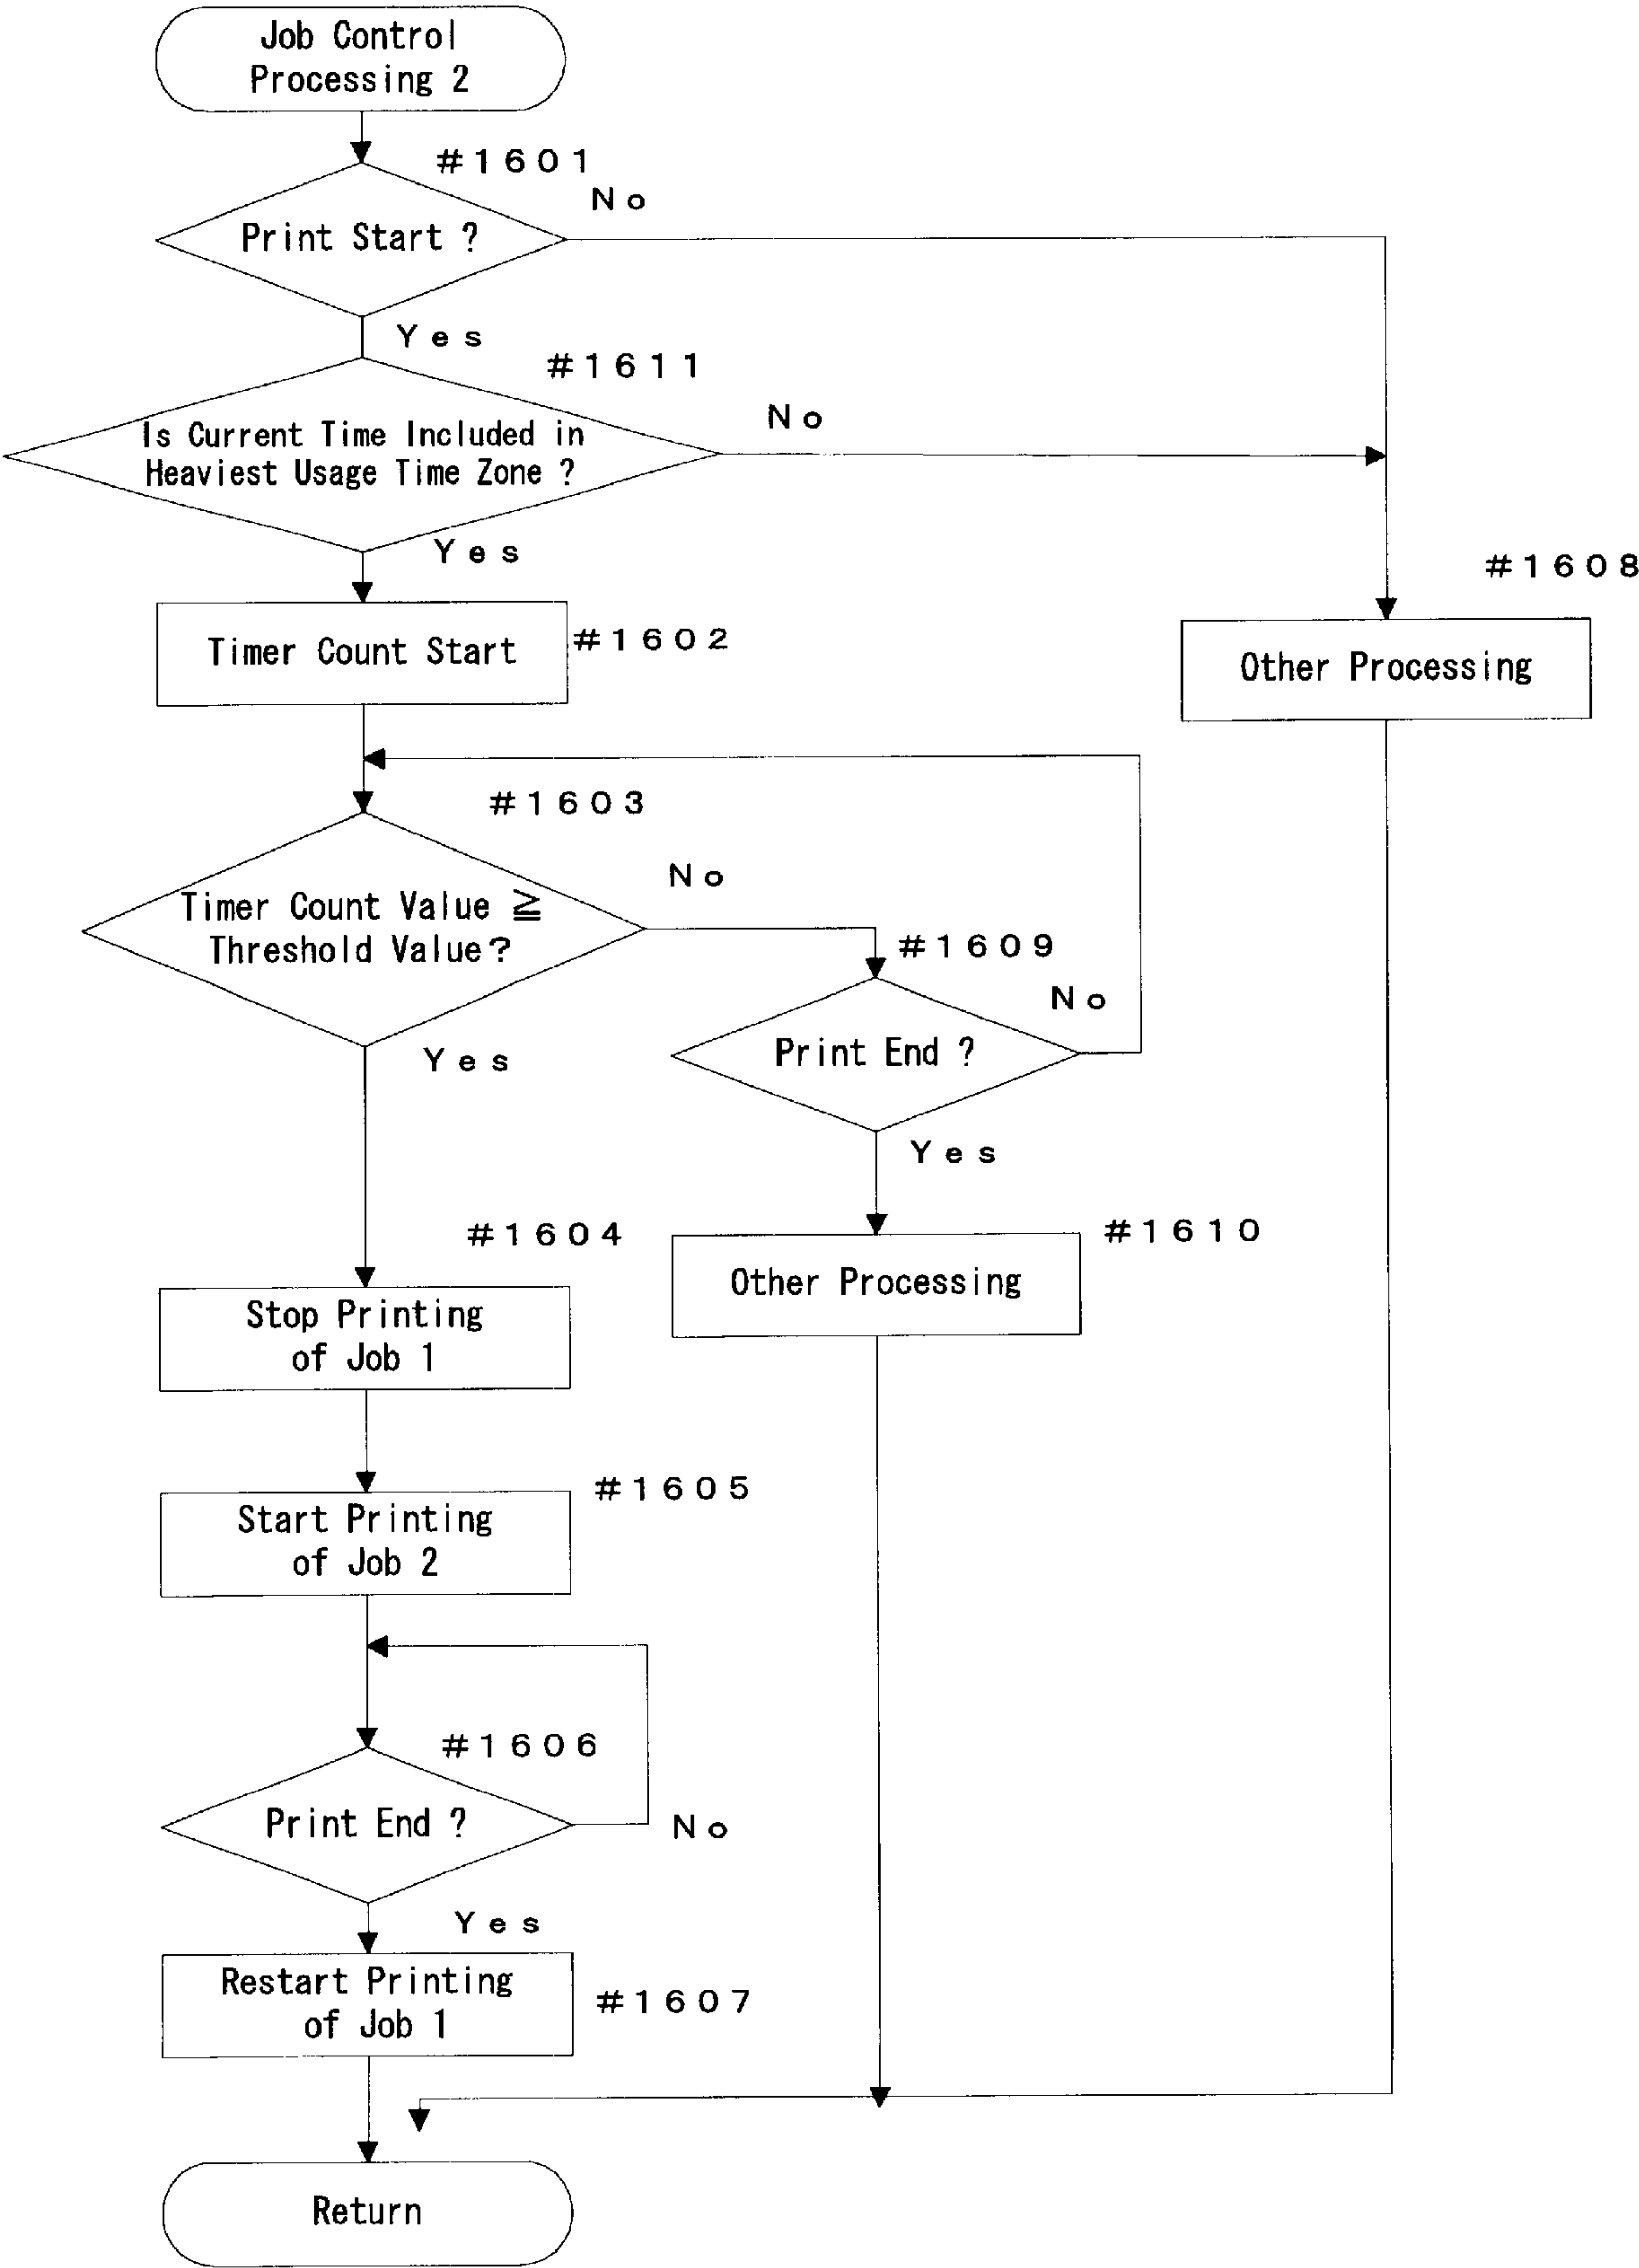 Job Control
Processing 2
#1601
No
Print Start ?
Yes
#1611
No
Is Current Time Included in
Heaviest Usage Time Zone ?
Yes
#1608
Timer Count Start
#1602
Other Processing
#1603
No
Timer Count Value ≧
Threshold Value?
#1609
No
Print End ?
Yes
Yes
#1604
#1610
Other Processing
Stop Printing
of Job 1
#1605
Start Printing
of Job 2
#1606
Print End ?
No
Yes
Restart Printing
of Job 1
#1607
Return